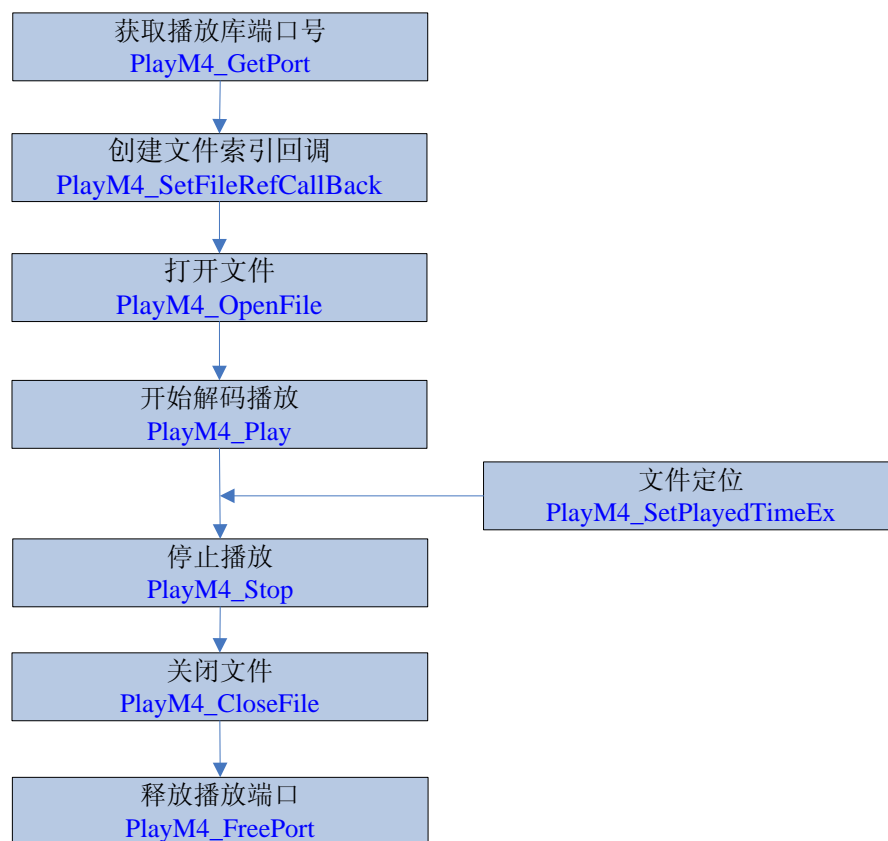 获取播放库端口号
PlayM4_GetPort
创建文件索引回调
PlayM4_SetFileRefCallBack
打开文件
PlayM4_OpenFile
开始解码播放
PlayM4_Play
文件定位
PlayM4_SetPlayedTimeEx
停止播放
PlayM4_Stop
关闭文件
PlayM4_CloseFile
释放播放端口
PlayM4_FreePort